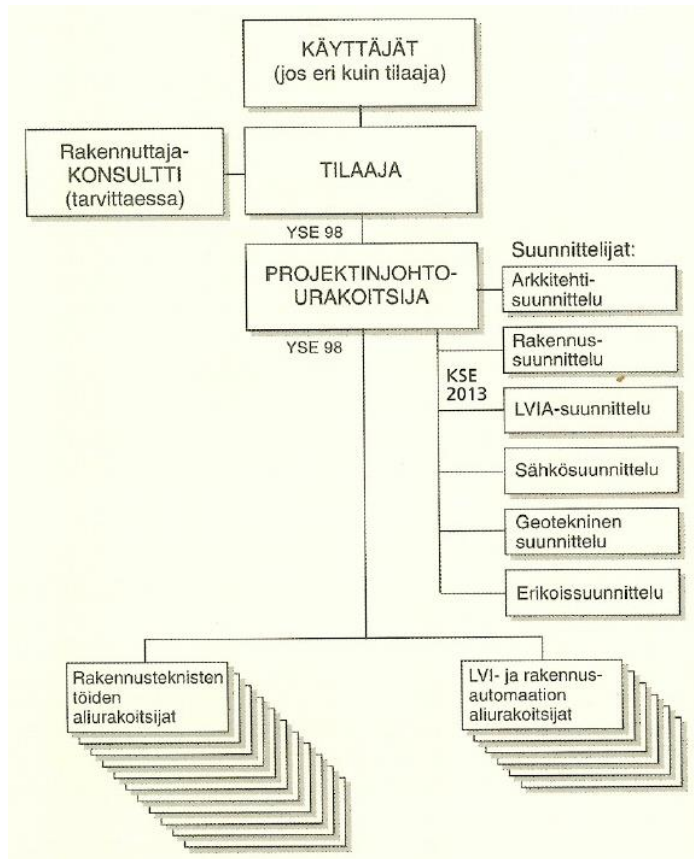 KÄYTTÄJÄT
(jos eri kuin tilaaja)
Rakennuttaja-
KONSULTTI
(tarvittaessa)
TILAAJA
YSE 98
PROJEKTINJOHTO-
URAKOITSIJA
YSE 98
Suunnittelijat:
Arkkitehti-
suunnittelu
Rakennus-
suunnittelu
KSE
2013
LVIA-suunnittelu
Sähkösuunnittelu
Geotekninen
suunnittelu
Erikoissuunnittelu
Rakennusteknisten
töiden
aliurakoitsijat
LVI- ja rakennus-
automaation
aliurakoitsijat